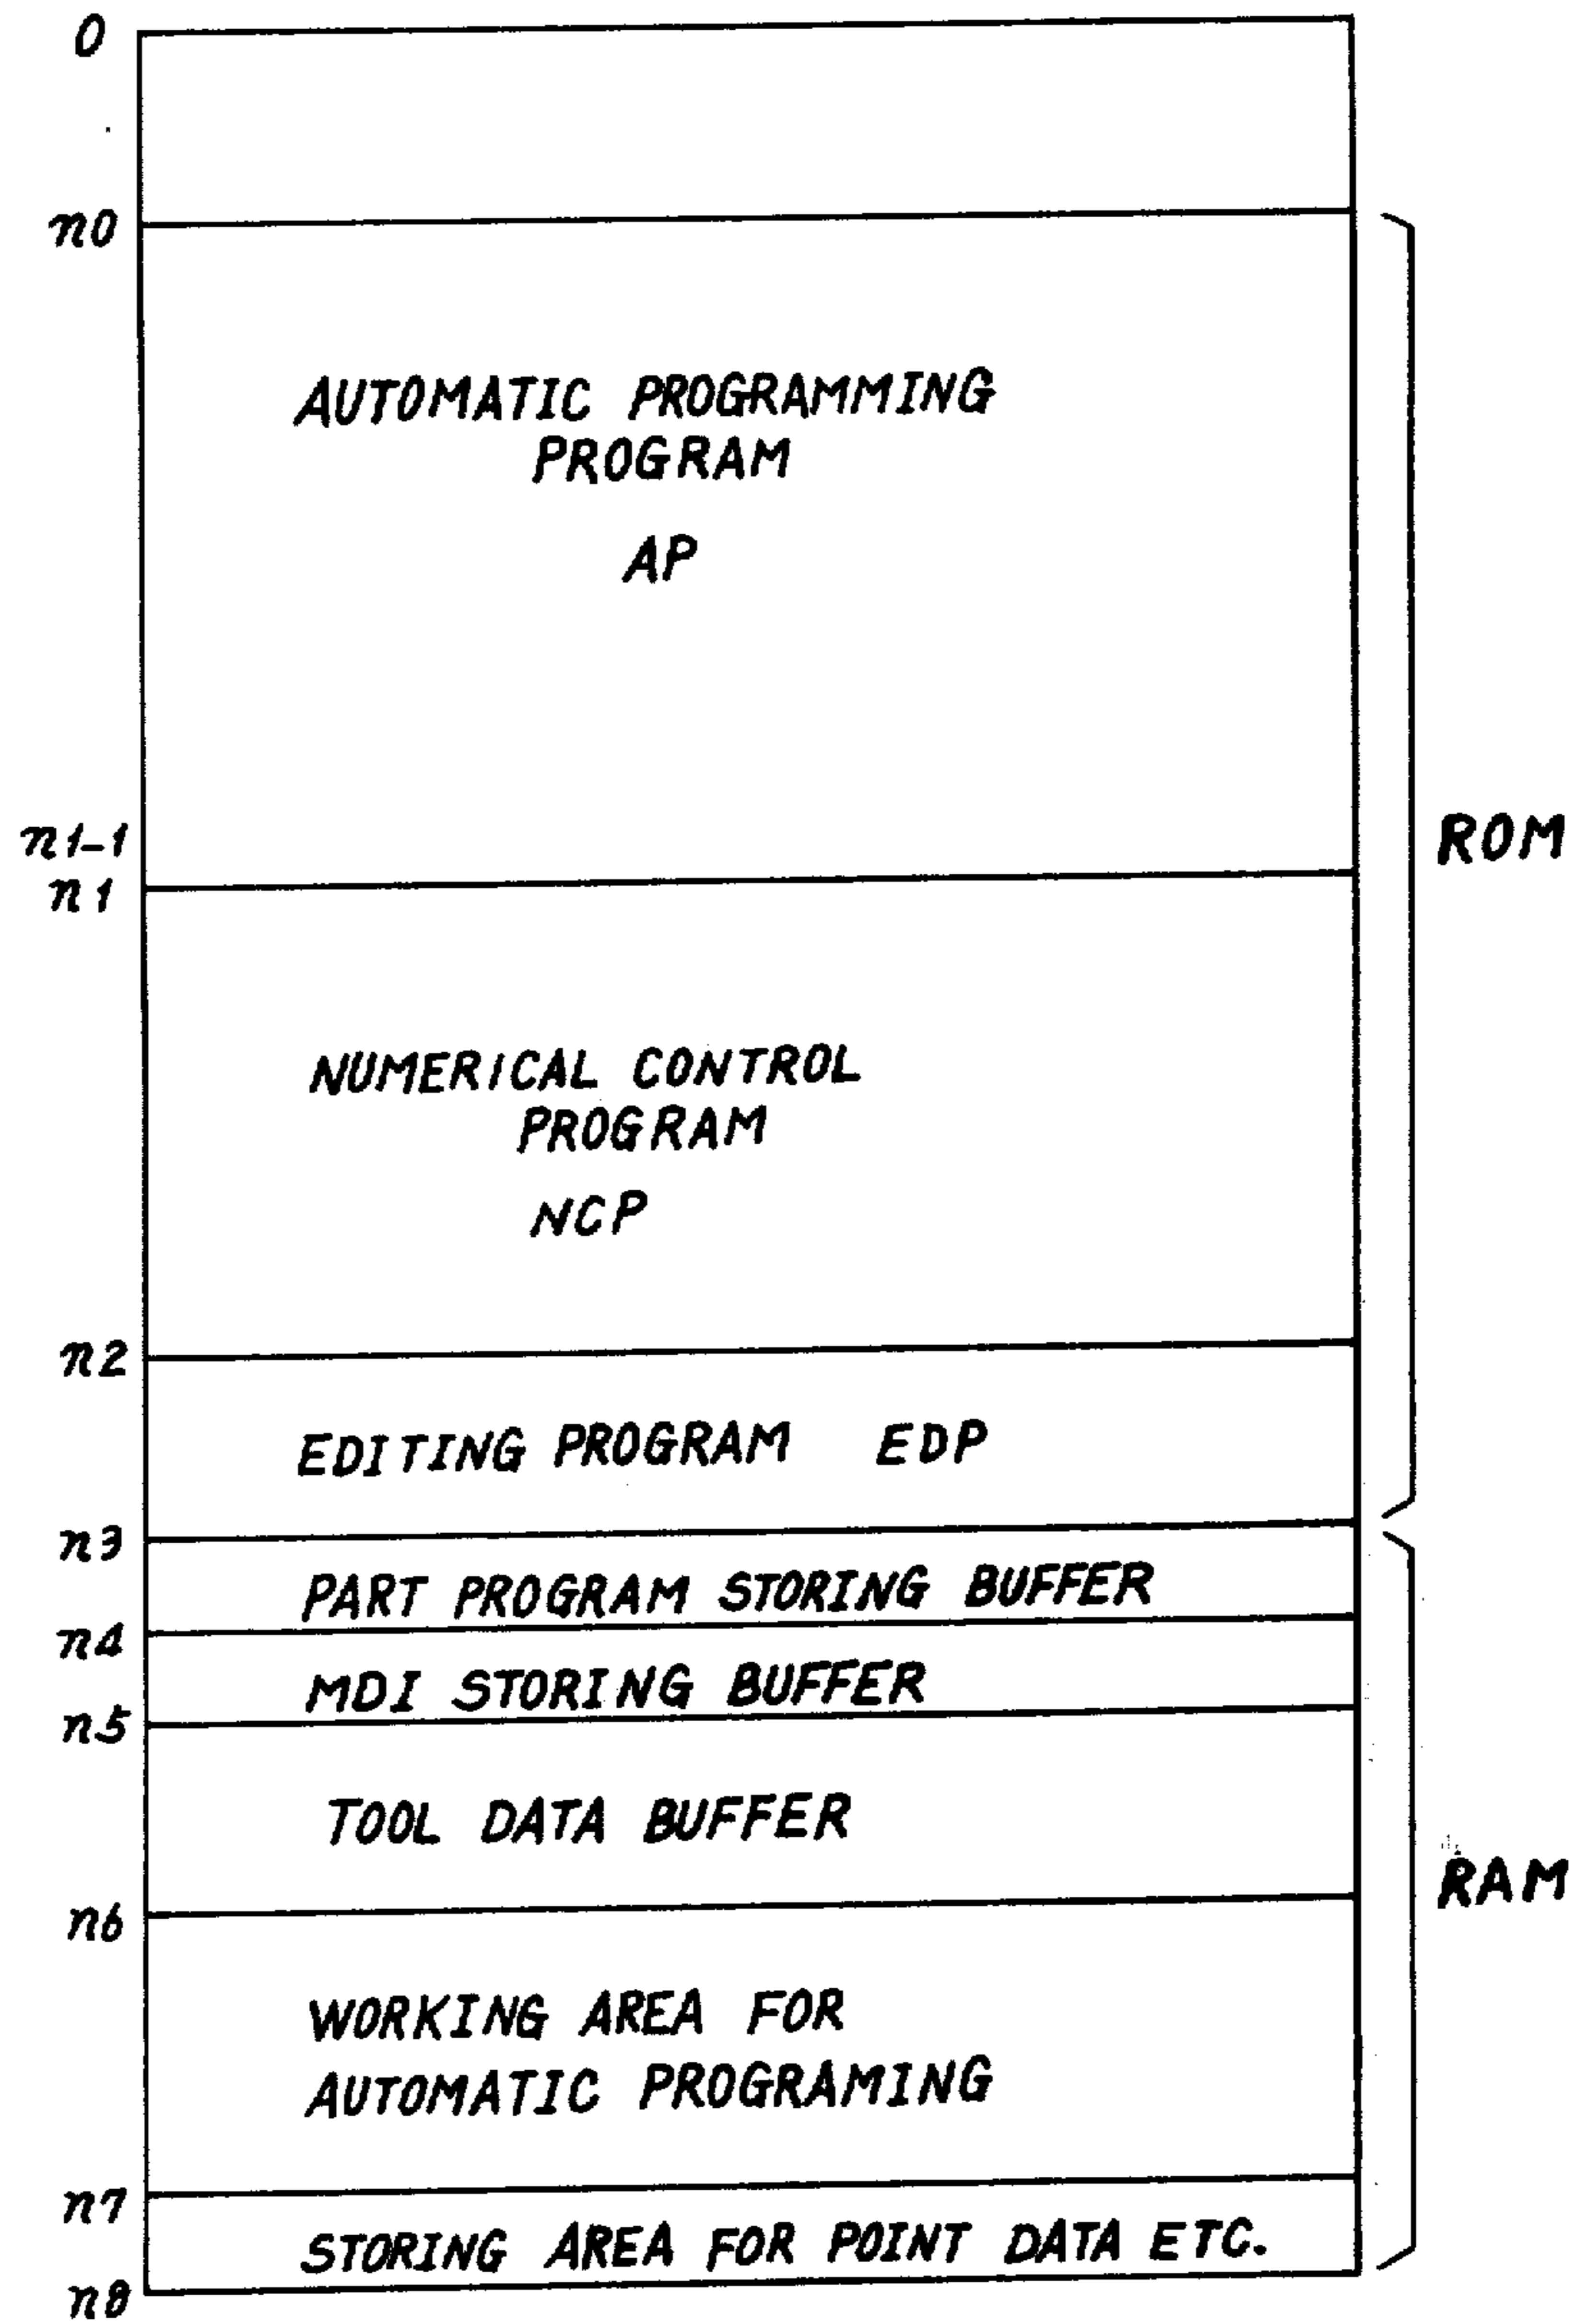 0
n0
AUTOMATIC PROGRAMMING
PROGRAM
AP
n1-1
n1
ROM
NUMERICAL CONTROL
PROGRAM
NCP
n2
EDITING PROGRAM EDP
n3
PART PROGRAM STORING BUFFER
n4
MDI STORING BUFFER
n5
TOOL DATA BUFFER
RAM
n6
WORKING AREA FOR
AUTOMATIC PROGRAMING
n7
STORING AREA FOR POINT DATA ETC.
n8